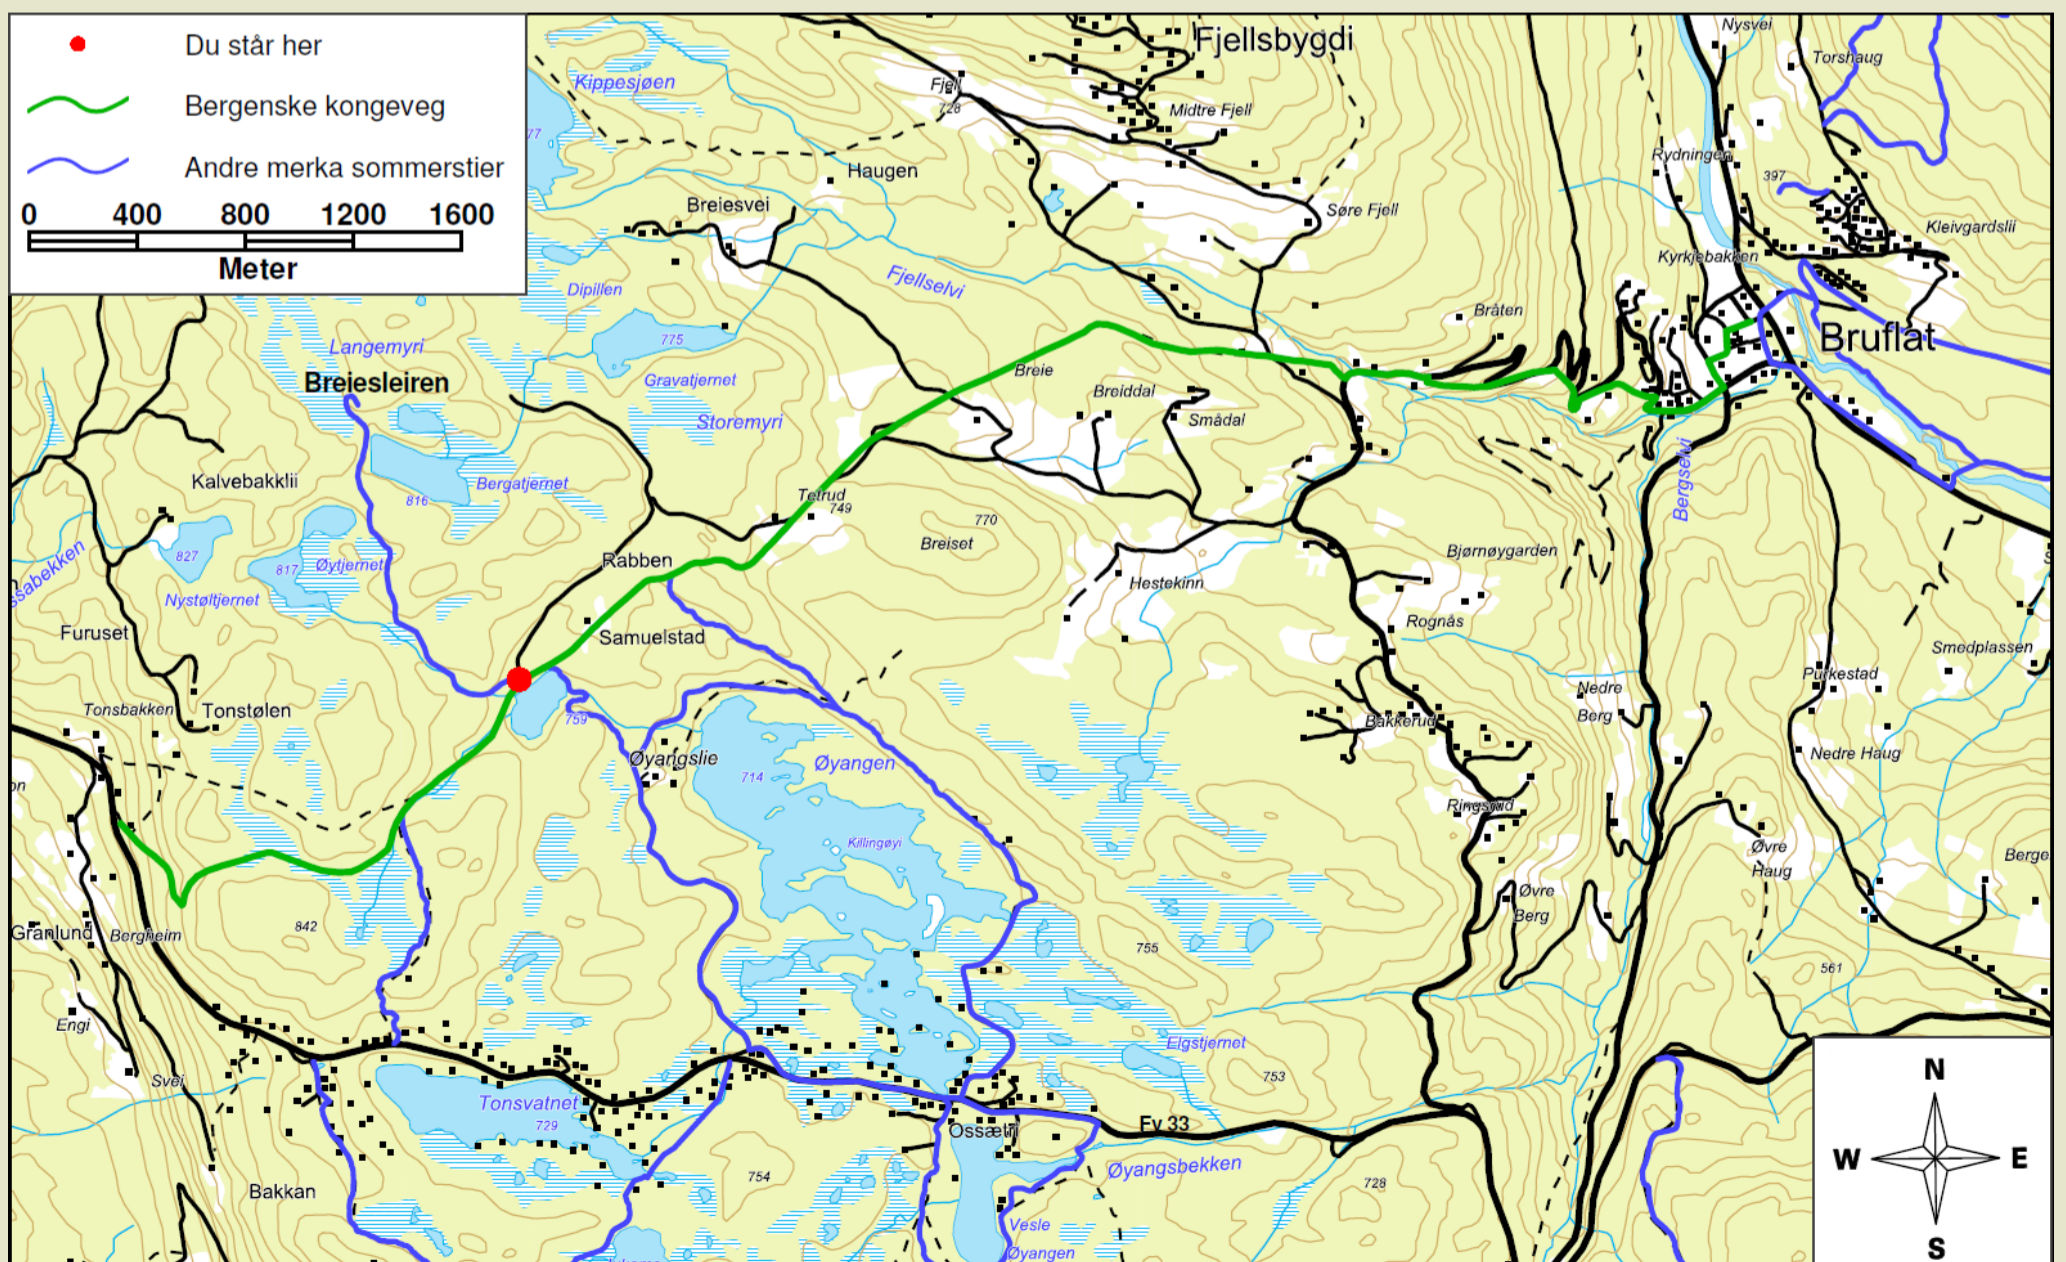 Du står her
Bergenske kongeveg
Andre merka sommerstier
0 400 800 1200 1600
Meter
Kippesjøen
77
Fjell
728
Fjellsbygdi
Midtre Fjell
Haugen
Breiesvei
Søre Fjell
Fjellselvi
Dipillen
775
Gravatjernet
Storemyri
Nysvei
Torshaug
Rydningen
397
Kleivgardslii
Kyrkjebakken
Bråten
Bruflat
Langemyri
Breiesleiren
Breie
Breiddal
Smådal
Kalvebakklii
816
Bergatjernet
Tetrud
749
770
Breiset
Bergselvi
827
817
Øytjernet
Nystøltjernet
Rabben
Hestekinn
Bjørnøygarden
Furuset
Samuelstad
Rognås
Smedplassen
Purkestad
Nedre
Berg
Tonsbakken
Tonstølen
759
Øyangslie
714
Øyangen
Bakkerud
Nedre Haug
Ringsrud
Killingøyi
Øvre
Haug
Øvre
Berg
Granlund
Bergheim
842
755
561
Engi
Svei
Elgstjernet
753
Tonsvatnet
729
Ossætri
Fv 33
Bakkan
754
Øyangsbekken
728
Vesle
Øyangen
N
W E
S